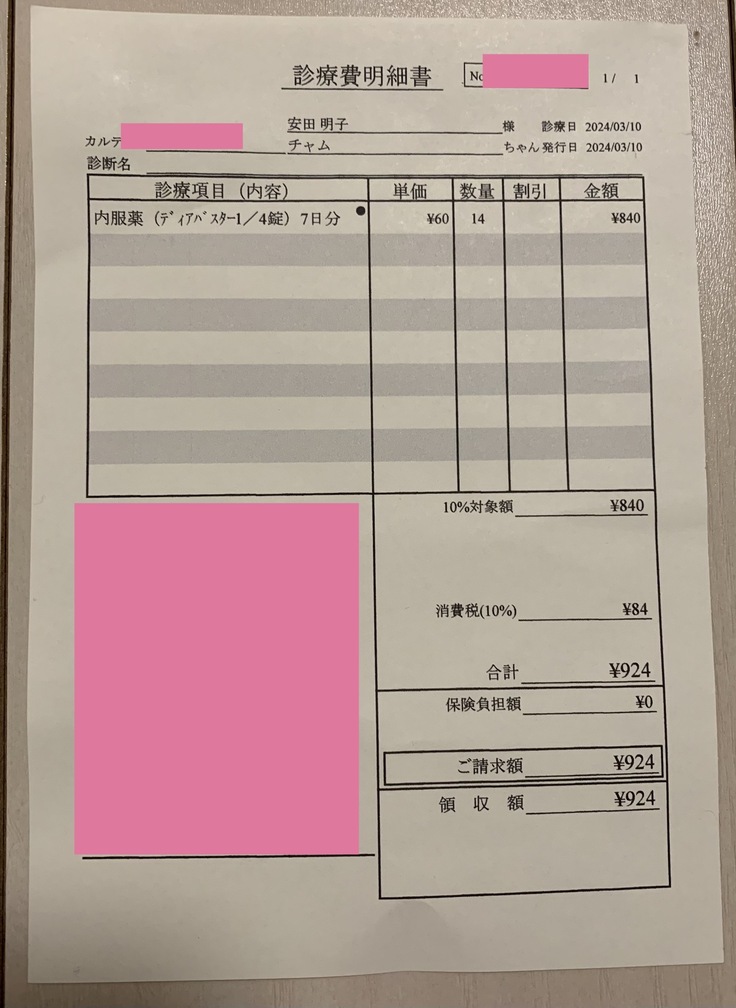 診療費明細書 No 1/ 1
安田 明子 様 診療日 2024/03/10
カルテ チャム ちゃん 発行日 2024/03/10
診断名
診療項目（内容） 単価 数量 割引 金額
内服薬（ﾃﾞｨｱﾊﾞｽﾀｰ1／4錠）7日分 ● ¥60 14 ¥840
10%対象額 ¥840
消費税(10%) ¥84
合計 ¥924
保険負担額 ¥0
ご請求額 ¥924
領 収 額 ¥924